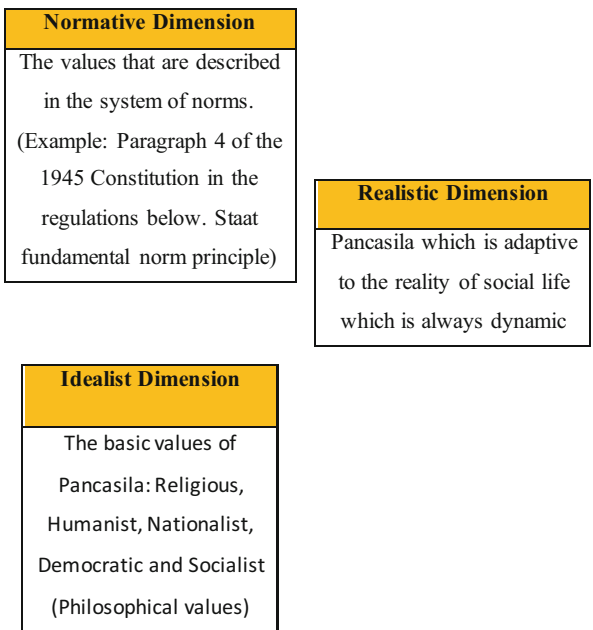 Normative Dimension
The values that are described
in the system of norms.
(Example: Paragraph 4 of the
1945 Constitution in the
regulations below. Staat
fundamental norm principle)
Realistic Dimension
Pancasila which is adaptive
to the reality of social life
which is always dynamic
Idealist Dimension
The basic values of
Pancasila: Religious,
Humanist, Nationalist,
Democratic and Socialist
(Philosophical values)